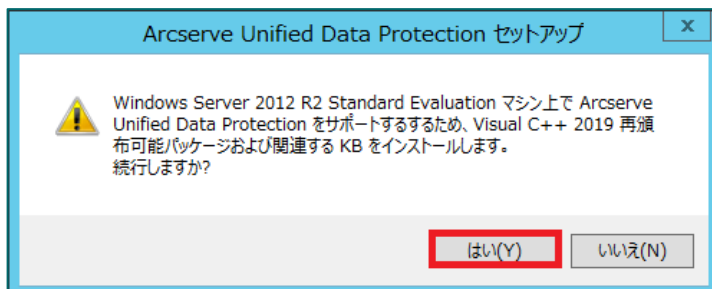 Arcserve Unified Data Protection セットアップ
x
Windows Server 2012 R2 Standard Evaluation マシン上で Arcserve
Unified Data Protection をサポートするするため、Visual C++ 2019 再頒
布可能パッケージおよび関連する KB をインストールします。
続行しますか?
はい(Y)
いいえ(N)